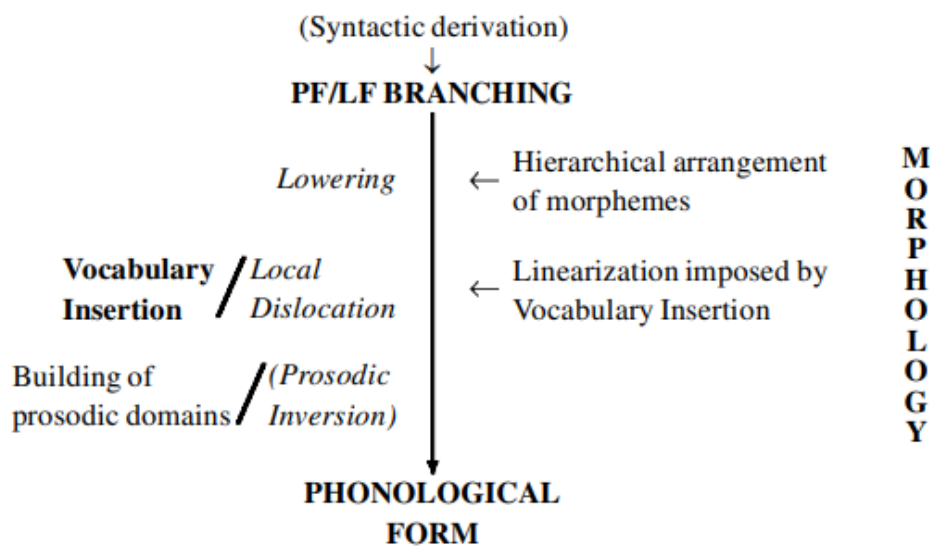 (Syntactic derivation)
↓
PF/LF BRANCHING
Lowering
← Hierarchical arrangement
of morphemes
Vocabulary / Local
Insertion Dislocation
← Linearization imposed by
Vocabulary Insertion
Building of / (Prosodic
prosodic domains Inversion)
PHONOLOGICAL
FORM
M
O
R
P
H
O
L
O
G
Y